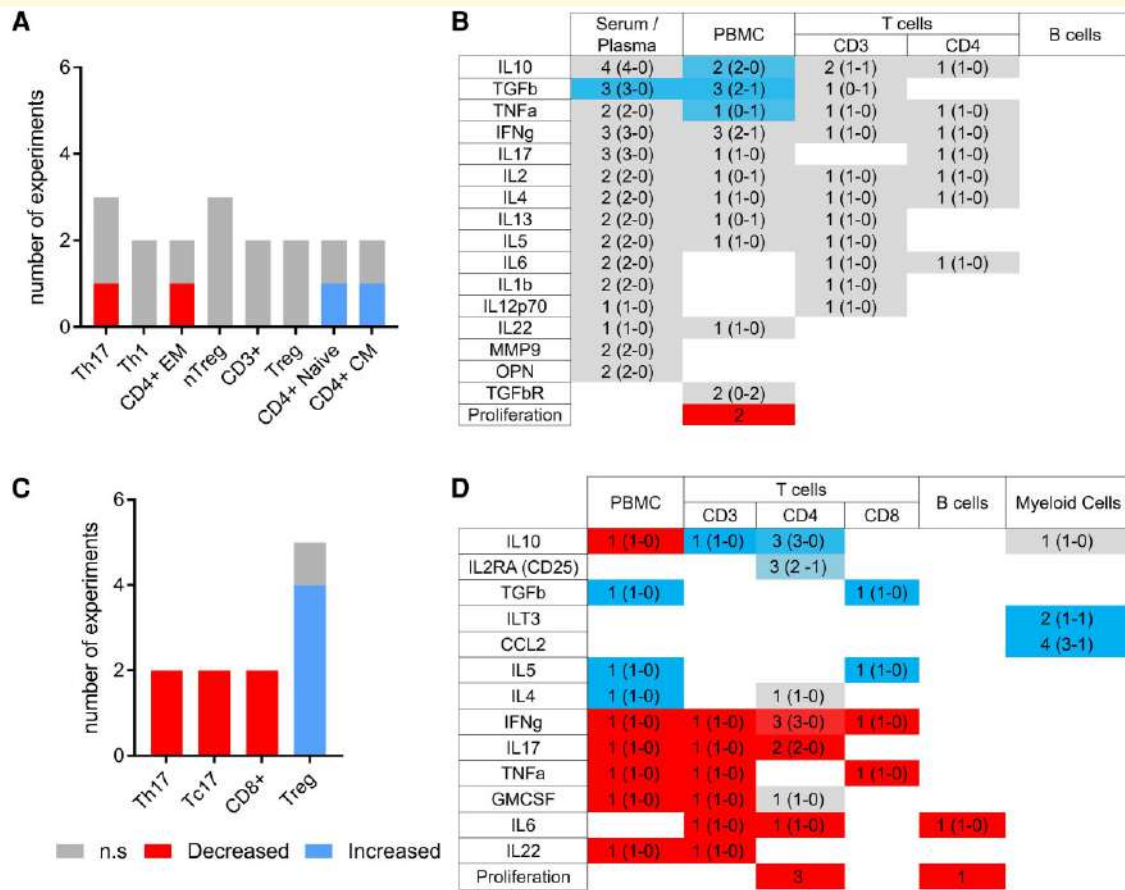 A
number of experiments
6
4
2
0
Th17
Th1
CD4+ EM
nTreg
CD3+
Treg
CD4+ Naive
CD4+ CM
B
Serum / Plasma PBMC T cells B cells
CD3 CD4
IL10 4 (4-0) 2 (2-0) 2 (1-1) 1 (1-0)
TGFb 3 (3-0) 3 (2-1) 1 (0-1)
TNFa 2 (2-0) 1 (0-1) 1 (1-0) 1 (1-0)
IFNg 3 (3-0) 3 (2-1) 1 (1-0) 1 (1-0)
IL17 3 (3-0) 1 (1-0) 1 (1-0)
IL2 2 (2-0) 1 (0-1) 1 (1-0) 1 (1-0)
IL4 2 (2-0) 1 (1-0) 1 (1-0) 1 (1-0)
IL13 2 (2-0) 1 (0-1) 1 (1-0)
IL5 2 (2-0) 1 (1-0) 1 (1-0)
IL6 2 (2-0) 1 (1-0) 1 (1-0)
IL1b 2 (2-0) 1 (1-0)
IL12p70 1 (1-0) 1 (1-0)
IL22 1 (1-0) 1 (1-0)
MMP9 2 (2-0)
OPN 2 (2-0)
TGFbR 2 (0-2)
Proliferation 2
C
number of experiments
6
4
2
0
Th17
Tc17
CD8+
Treg
n.s Decreased Increased
D
PBMC T cells B cells Myeloid Cells
CD3 CD4 CD8
IL10 1 (1-0) 1 (1-0) 3 (3-0) 1 (1-0)
IL2RA (CD25) 3 (2 -1)
TGFb 1 (1-0) 1 (1-0)
ILT3 2 (1-1)
CCL2 4 (3-1)
IL5 1 (1-0) 1 (1-0)
IL4 1 (1-0) 1 (1-0)
IFNg 1 (1-0) 1 (1-0) 3 (3-0) 1 (1-0)
IL17 1 (1-0) 1 (1-0) 2 (2-0)
TNFa 1 (1-0) 1 (1-0) 1 (1-0)
GMCSF 1 (1-0) 1 (1-0) 1 (1-0)
IL6 1 (1-0) 1 (1-0) 1 (1-0)
IL22 1 (1-0) 1 (1-0)
Proliferation 3 1